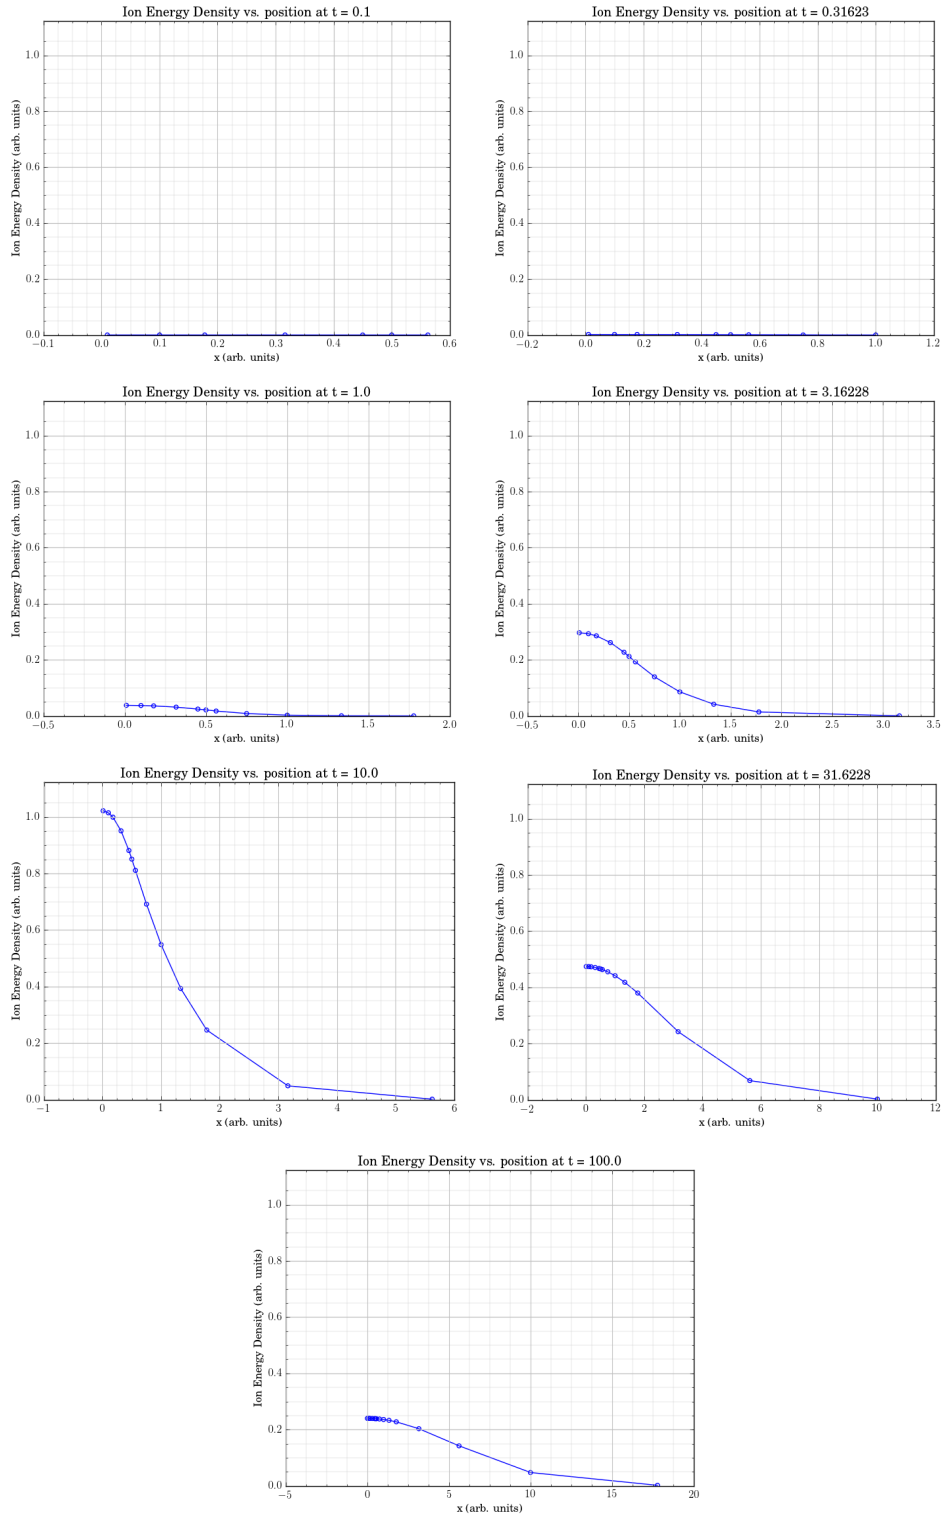 Ion Energy Density vs. position at t = 0.1
Ion Energy Density (arb. units)
1.0
0.8
0.6
0.4
0.2
0.0
−0.1 0.0 0.1 0.2 0.3 0.4 0.5 0.6
x (arb. units)
Ion Energy Density vs. position at t = 0.31623
Ion Energy Density (arb. units)
1.0
0.8
0.6
0.4
0.2
0.0
−0.2 0.0 0.2 0.4 0.6 0.8 1.0 1.2
x (arb. units)
Ion Energy Density vs. position at t = 1.0
Ion Energy Density (arb. units)
1.0
0.8
0.6
0.4
0.2
0.0
−0.5 0.0 0.5 1.0 1.5 2.0
x (arb. units)
Ion Energy Density vs. position at t = 3.16228
Ion Energy Density (arb. units)
1.0
0.8
0.6
0.4
0.2
0.0
−0.5 0.0 0.5 1.0 1.5 2.0 2.5 3.0 3.5
x (arb. units)
Ion Energy Density vs. position at t = 10.0
Ion Energy Density (arb. units)
1.0
0.8
0.6
0.4
0.2
0.0
−1 0 1 2 3 4 5 6
x (arb. units)
Ion Energy Density vs. position at t = 31.6228
Ion Energy Density (arb. units)
1.0
0.8
0.6
0.4
0.2
0.0
−2 0 2 4 6 8 10 12
x (arb. units)
Ion Energy Density vs. position at t = 100.0
Ion Energy Density (arb. units)
1.0
0.8
0.6
0.4
0.2
0.0
−5 0 5 10 15 20
x (arb. units)